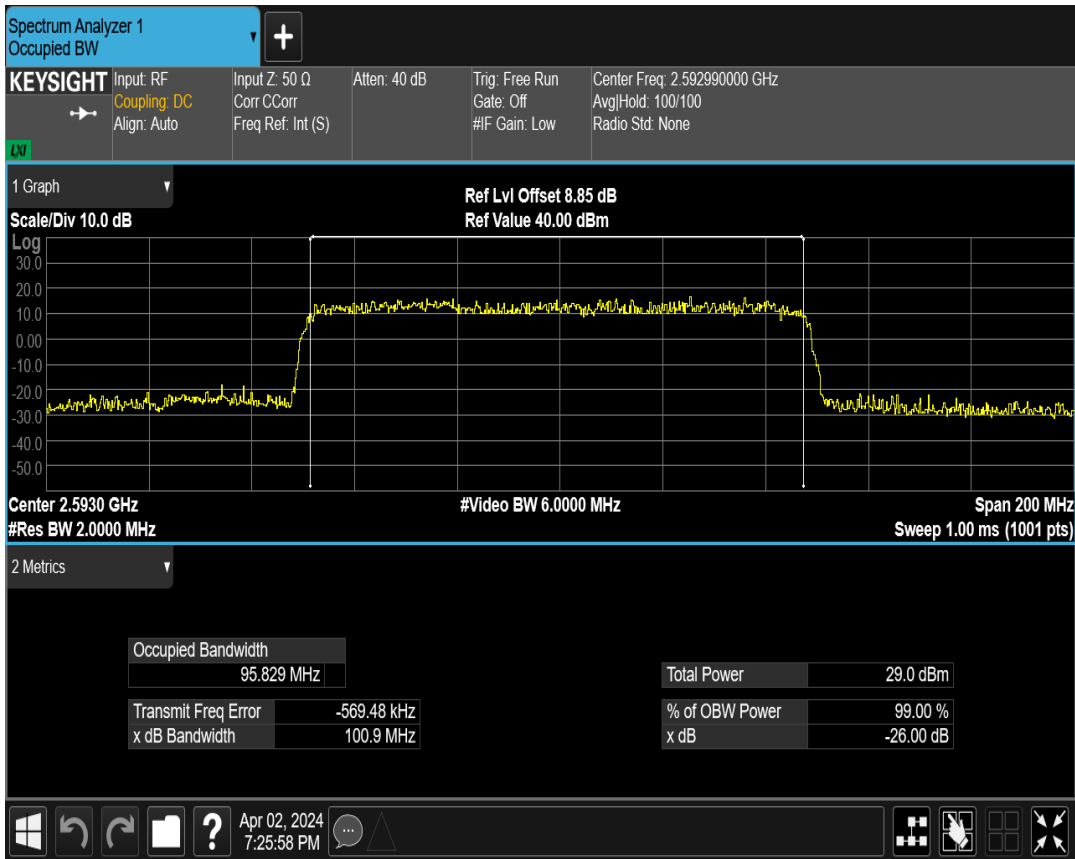 Spectrum Analyzer 1
Occupied BW
+
KEYSIGHT
LXI
Input: RF
Coupling: DC
Align: Auto
Input Z: 50 Ω
Corr CCorr
Freq Ref: Int (S)
Atten: 40 dB
Trig: Free Run
Gate: Off
#IF Gain: Low
Center Freq: 2.592990000 GHz
Avg|Hold: 100/100
Radio Std: None
1 Graph
Scale/Div 10.0 dB
Ref Lvl Offset 8.85 dB
Ref Value 40.00 dBm
Log
30.0
20.0
10.0
0.00
-10.0
-20.0
-30.0
-40.0
-50.0
Center 2.5930 GHz
#Res BW 2.0000 MHz
#Video BW 6.0000 MHz
Span 200 MHz
Sweep 1.00 ms (1001 pts)
2 Metrics
Occupied Bandwidth
95.829 MHz
Transmit Freq Error -569.48 kHz
x dB Bandwidth 100.9 MHz
Total Power 29.0 dBm
% of OBW Power 99.00 %
x dB -26.00 dB
?
Apr 02, 2024
7:25:58 PM